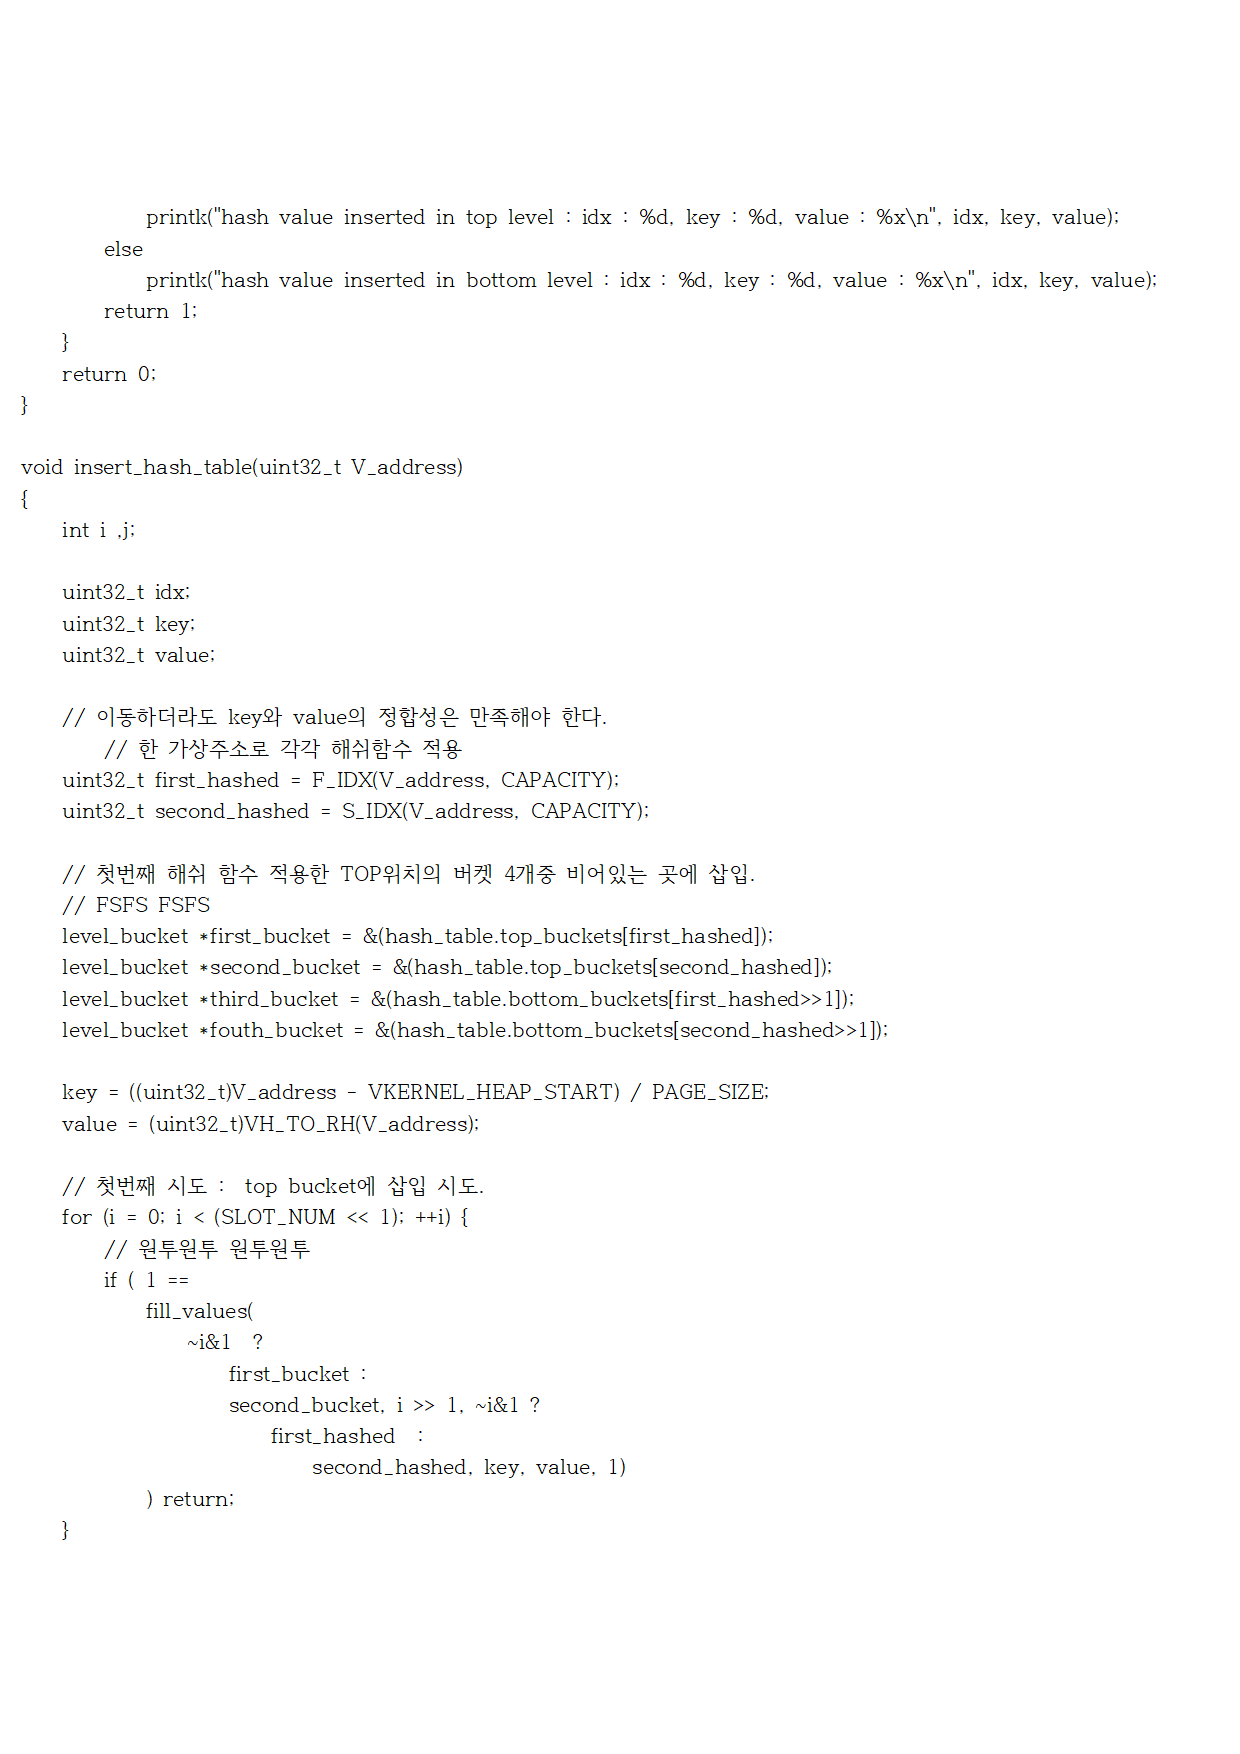 printk("hash value inserted in top level : idx : %d, key : %d, value : %x\n", idx, key, value);
else
printk("hash value inserted in bottom level : idx : %d, key : %d, value : %x\n", idx, key, value);
return 1;
}
return 0;
}
void insert_hash_table(uint32_t V_address)
{
int i ,j;
uint32_t idx;
uint32_t key;
uint32_t value;
// 이동하더라도 key와 value의 정합성은 만족해야 한다.
// 한 가상주소로 각각 해쉬함수 적용
uint32_t first_hashed = F_IDX(V_address, CAPACITY);
uint32_t second_hashed = S_IDX(V_address, CAPACITY);
// 첫번째 해쉬 함수 적용한 TOP위치의 버켓 4개중 비어있는 곳에 삽입.
// FSFS FSFS
level_bucket *first_bucket = &(hash_table.top_buckets[first_hashed]);
level_bucket *second_bucket = &(hash_table.top_buckets[second_hashed]);
level_bucket *third_bucket = &(hash_table.bottom_buckets[first_hashed>>1]);
level_bucket *fouth_bucket = &(hash_table.bottom_buckets[second_hashed>>1]);
key = ((uint32_t)V_address - VKERNEL_HEAP_START) / PAGE_SIZE;
value = (uint32_t)VH_TO_RH(V_address);
// 첫번째 시도 :  top bucket에 삽입 시도.
for (i = 0; i < (SLOT_NUM << 1); ++i) {
// 원투원투 원투원투
if ( 1 ==
fill_values(
~i&1  ?
first_bucket :
second_bucket, i >> 1, ~i&1 ?
first_hashed  :
second_hashed, key, value, 1)
) return;
}